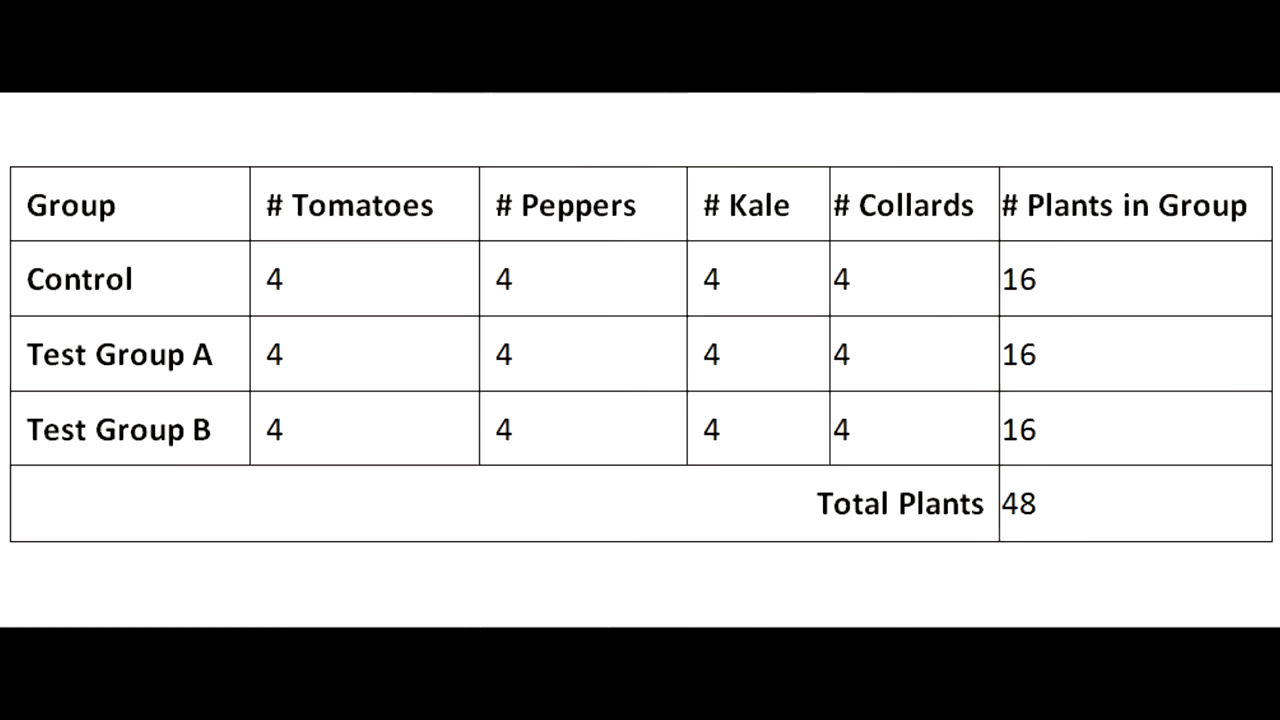 Group # Tomatoes # Peppers # Kale # Collards # Plants in Group
Control 4 4 4 4 16
Test Group A 4 4 4 4 16
Test Group B 4 4 4 4 16
Total Plants 48